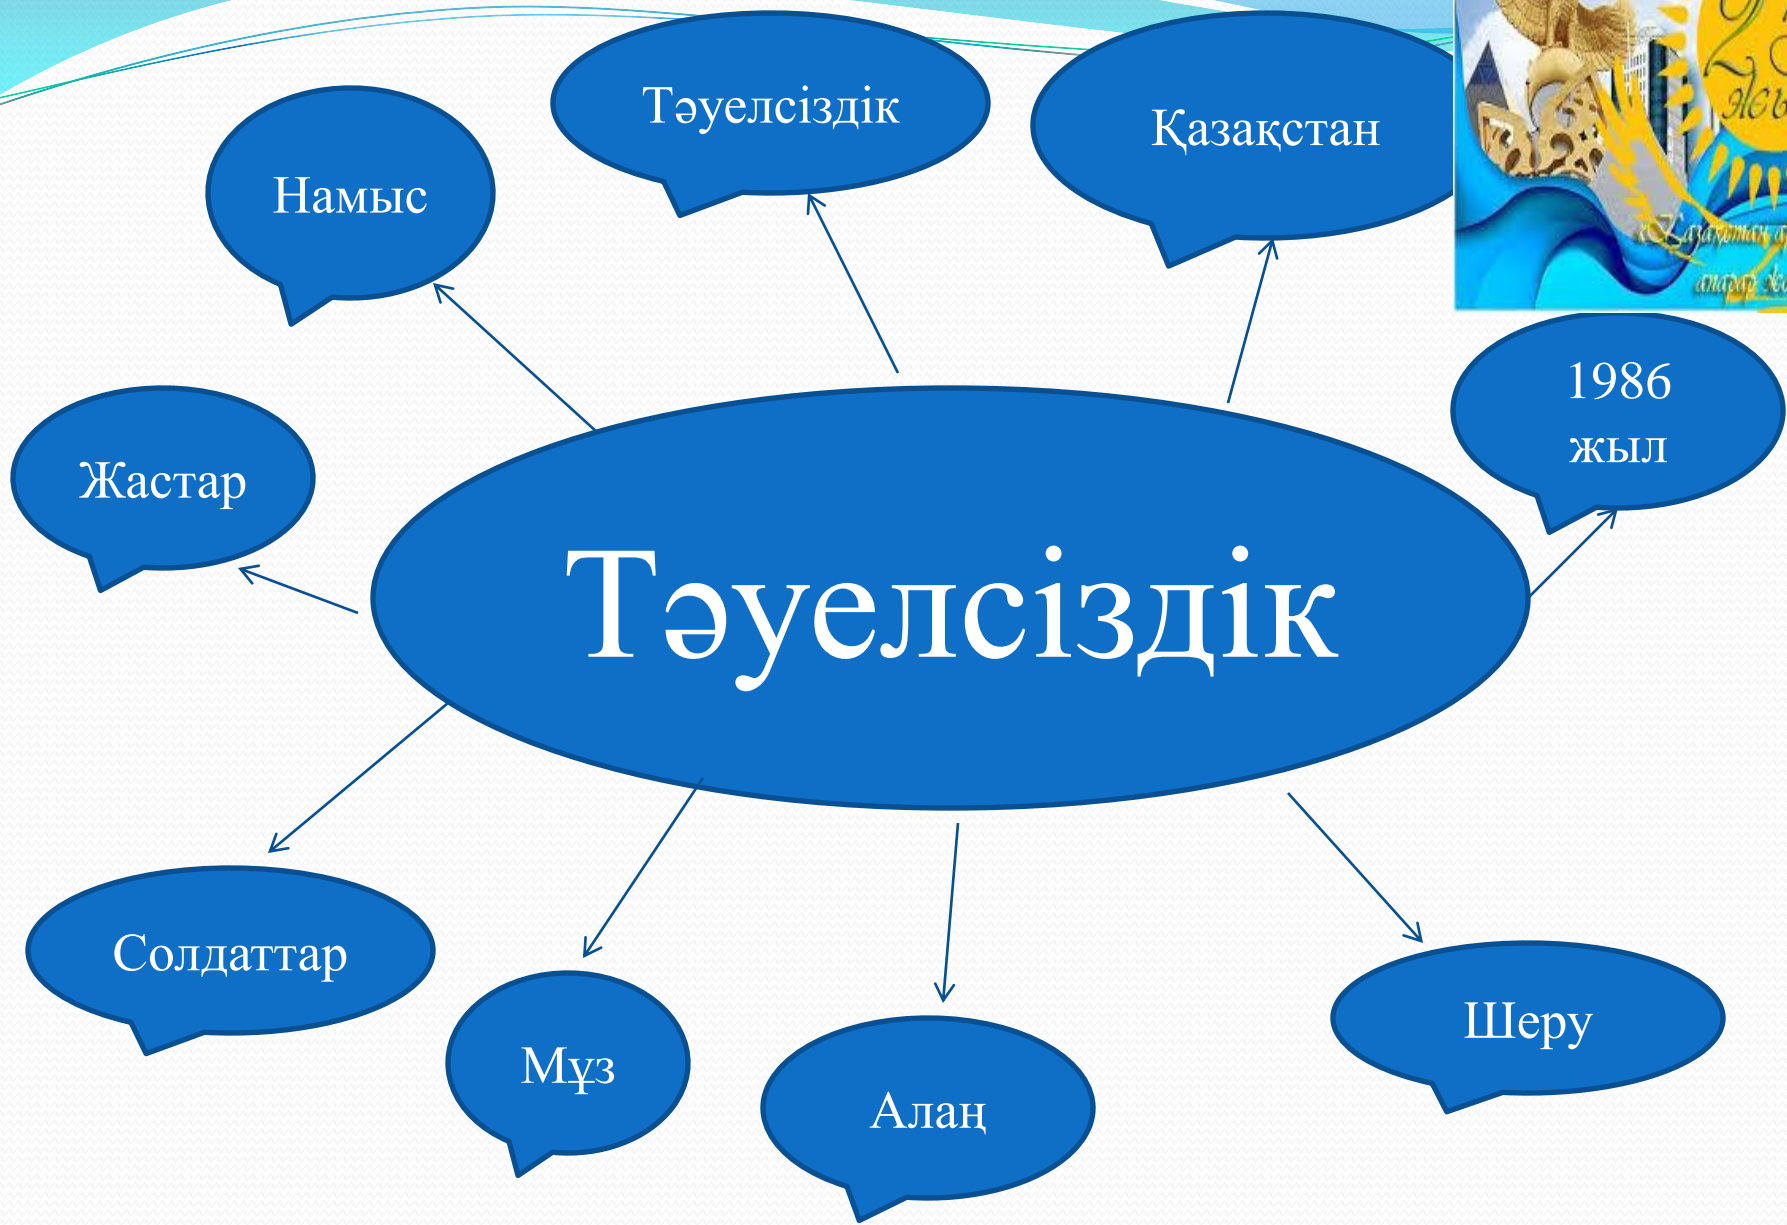 Тәуелсіздік
Қазақстан
Намыс
1986
жыл
Жастар
Тәуелсіздік
Солдаттар
Мұз
Алаң
Шеру